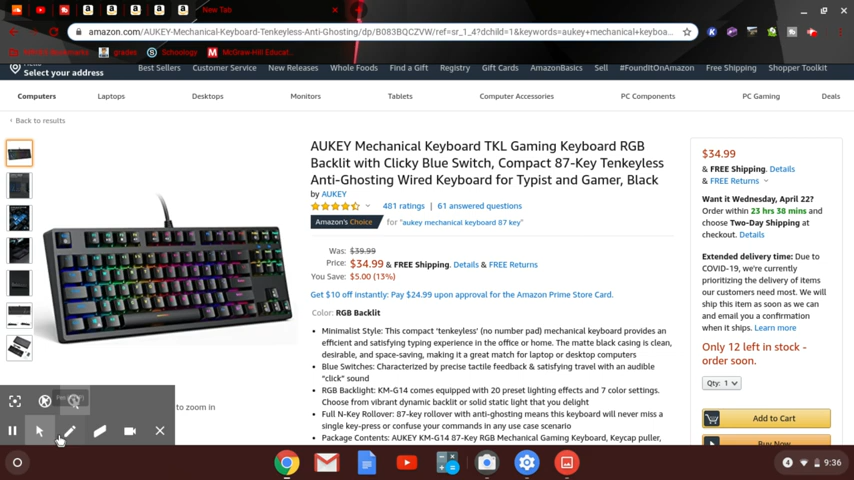 New Tab
amazon.com/AUKEY-Mechanical-Keyboard-Tenkeyless-Anti-Ghosting/dp/B083BQCZVW/ref=sr_1_4?dchild=1&keywords=aukey+mechanical+keyboa...
grades
Schoology
McGraw-Hill Educat...
Select your address
Best Sellers Customer Service New Releases Whole Foods Find a Gift Registry Gift Cards AmazonBasics Sell #FoundItOnAmazon Free Shipping Shopper Toolkit
Computers Laptops Desktops Monitors Tablets Computer Accessories PC Components PC Gaming Deals
‹ Back to results
AUKEY Mechanical Keyboard TKL Gaming Keyboard RGB
Backlit with Clicky Blue Switch, Compact 87-Key Tenkeyless
Anti-Ghosting Wired Keyboard for Typist and Gamer, Black
by AUKEY
481 ratings | 61 answered questions
Amazon's Choice for "aukey mechanical keyboard 87 key"
Was: $39.99
Price: $34.99 & FREE Shipping. Details & FREE Returns
You Save: $5.00 (13%)
Get $10 off instantly: Pay $24.99 upon approval for the Amazon Prime Store Card.
Color: RGB Backlit
• Minimalist Style: This compact 'tenkeyless' (no number pad) mechanical keyboard provides an
efficient and satisfying typing experience in the office or home. The matte black casing is clean,
desirable, and space-saving, making it a great match for laptop or desktop computers
• Blue Switches: Characterized by precise tactile feedback & satisfying travel with an audible
"click" sound
• RGB Backlight: KM-G14 comes equipped with 20 preset lighting effects and 7 color settings.
Choose from vibrant dynamic backlit or solid static light that you delight
• Full N-Key Rollover: 87-key rollover with anti-ghosting means this keyboard will never miss a
single key-press or confuse your commands in any use case scenario
• Package Contents: AUKEY KM-G14 87-Key RGB Mechanical Gaming Keyboard, Keycap puller,
to zoom in
$34.99
& FREE Shipping. Details
& FREE Returns
Want it Wednesday, April 22?
Order within 23 hrs 38 mins and
choose Two-Day Shipping at
checkout. Details
Extended delivery time: Due to
COVID-19, we're currently
prioritizing the delivery of items
our customers need most. We will
ship this item as soon as we can
and email you a confirmation
when it ships. Learn more
Only 12 left in stock -
order soon.
Qty: 1
Add to Cart
Buy Now
4
9:36